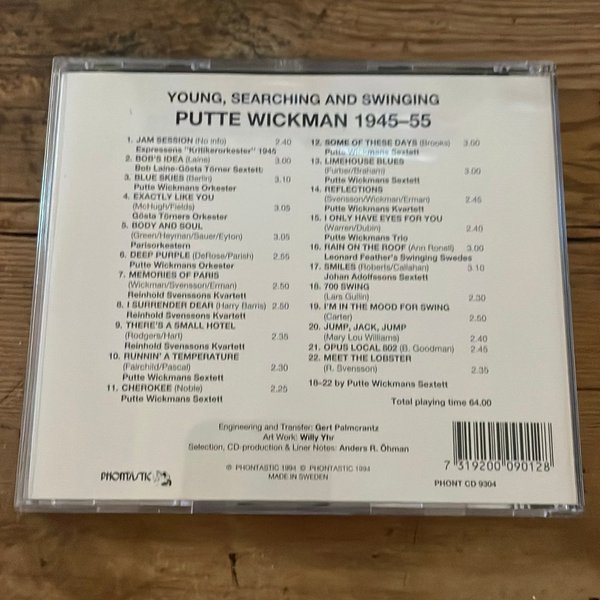 YOUNG, SEARCHING AND SWINGING
PUTTE WICKMAN 1945–55
1. JAM SESSION (No info) 2.40
Expressens "Kritikerorkester" 1945
2. BOB'S IDEA (Laine) 3.00
Bob Laine-Gösta Törner Sextett
3. BLUE SKIES (Berlin) 3.10
Putte Wickmans Orkester
4. EXACTLY LIKE YOU
(McHugh/Fields) 3.05
Gösta Törners Orkester
5. BODY AND SOUL
(Green/Heyman/Sauer/Eyton) 3.05
Parisorkestern
6. DEEP PURPLE (DeRose/Parish) 2.55
Putte Wickmans Orkester
7. MEMORIES OF PARIS
(Wickman/Svensson/Erman) 2.50
Reinhold Svenssons Kvartett
8. I SURRENDER DEAR (Harry Barris) 2.50
Reinhold Svenssons Kvartett
9. THERE'S A SMALL HOTEL
(Rodgers/Hart) 2.35
Reinhold Svenssons Kvartett
10. RUNNIN' A TEMPERATURE
(Fairchild/Pascal) 2.30
Putte Wickmans Sextett
11. CHEROKEE (Noble) 2.25
Putte Wickmans Sextett
12. SOME OF THESE DAYS (Brooks) 3.00
Putte Wickmans Sextett
13. LIMEHOUSE BLUES
(Furber/Braham) 3.00
Putte Wickmans Sextett
14. REFLECTIONS
(Svensson/Wickman/Erman) 2.45
Putte Wickmans Kvartett
15. I ONLY HAVE EYES FOR YOU
(Warren/Dubin) 2.40
Putte Wickmans Trio
16. RAIN ON THE ROOF (Ann Ronell) 3.00
Leonard Feather's Swinging Swedes
17. SMILES (Roberts/Callahan) 3.10
Johan Adolfssons Sextett
18. 700 SWING
(Lars Gullin) 2.30
19. I'M IN THE MOOD FOR SWING
(Carter) 2.50
20. JUMP, JACK, JUMP
(Mary Lou Williams) 2.40
21. OPUS LOCAL 802 (B. Goodman) 2.45
22. MEET THE LOBSTER
(R. Svensson) 2.35
18–22 by Putte Wickmans Sextett
Total playing time 64.00
Engineering and Transfer: Gert Palmcrantz
Art Work: Willy Yhr
Selection, CD-production & Liner Notes: Anders R. Öhman
℗ PHONTASTIC 1994 © PHONTASTIC 1994
MADE IN SWEDEN
PHONTASTIC
7 319200 090128
PHONT CD 9304